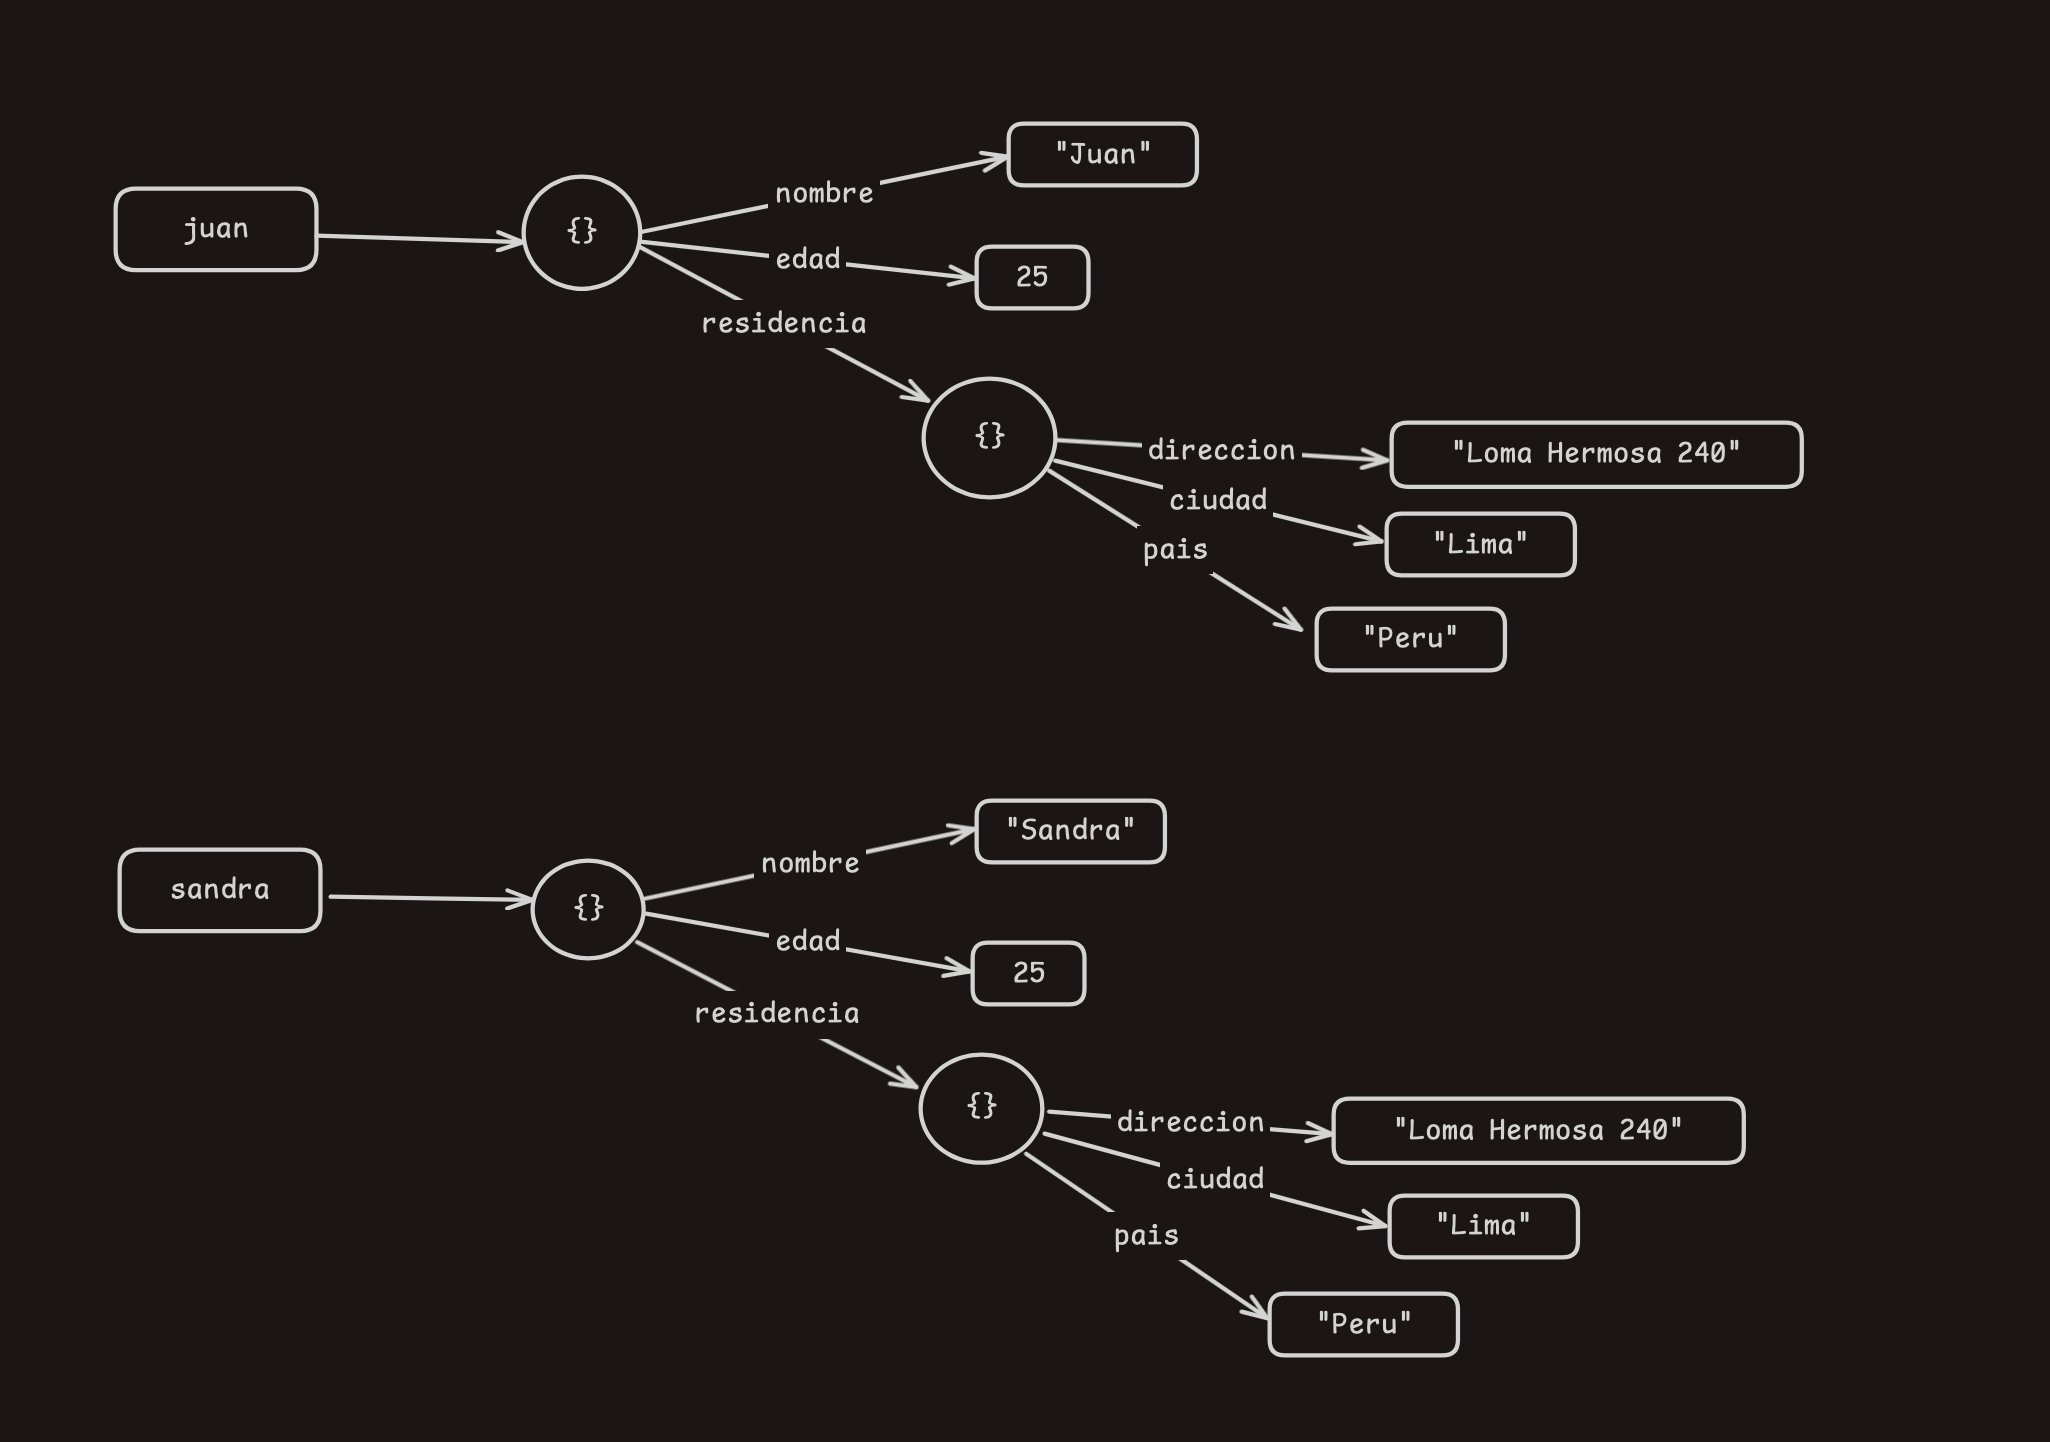 juan
{}
nombre
"Juan"
edad
25
residencia
{}
direccion
"Loma Hermosa 240"
ciudad
"Lima"
pais
"Peru"
sandra
{}
nombre
"Sandra"
edad
25
residencia
{}
direccion
"Loma Hermosa 240"
ciudad
"Lima"
pais
"Peru"